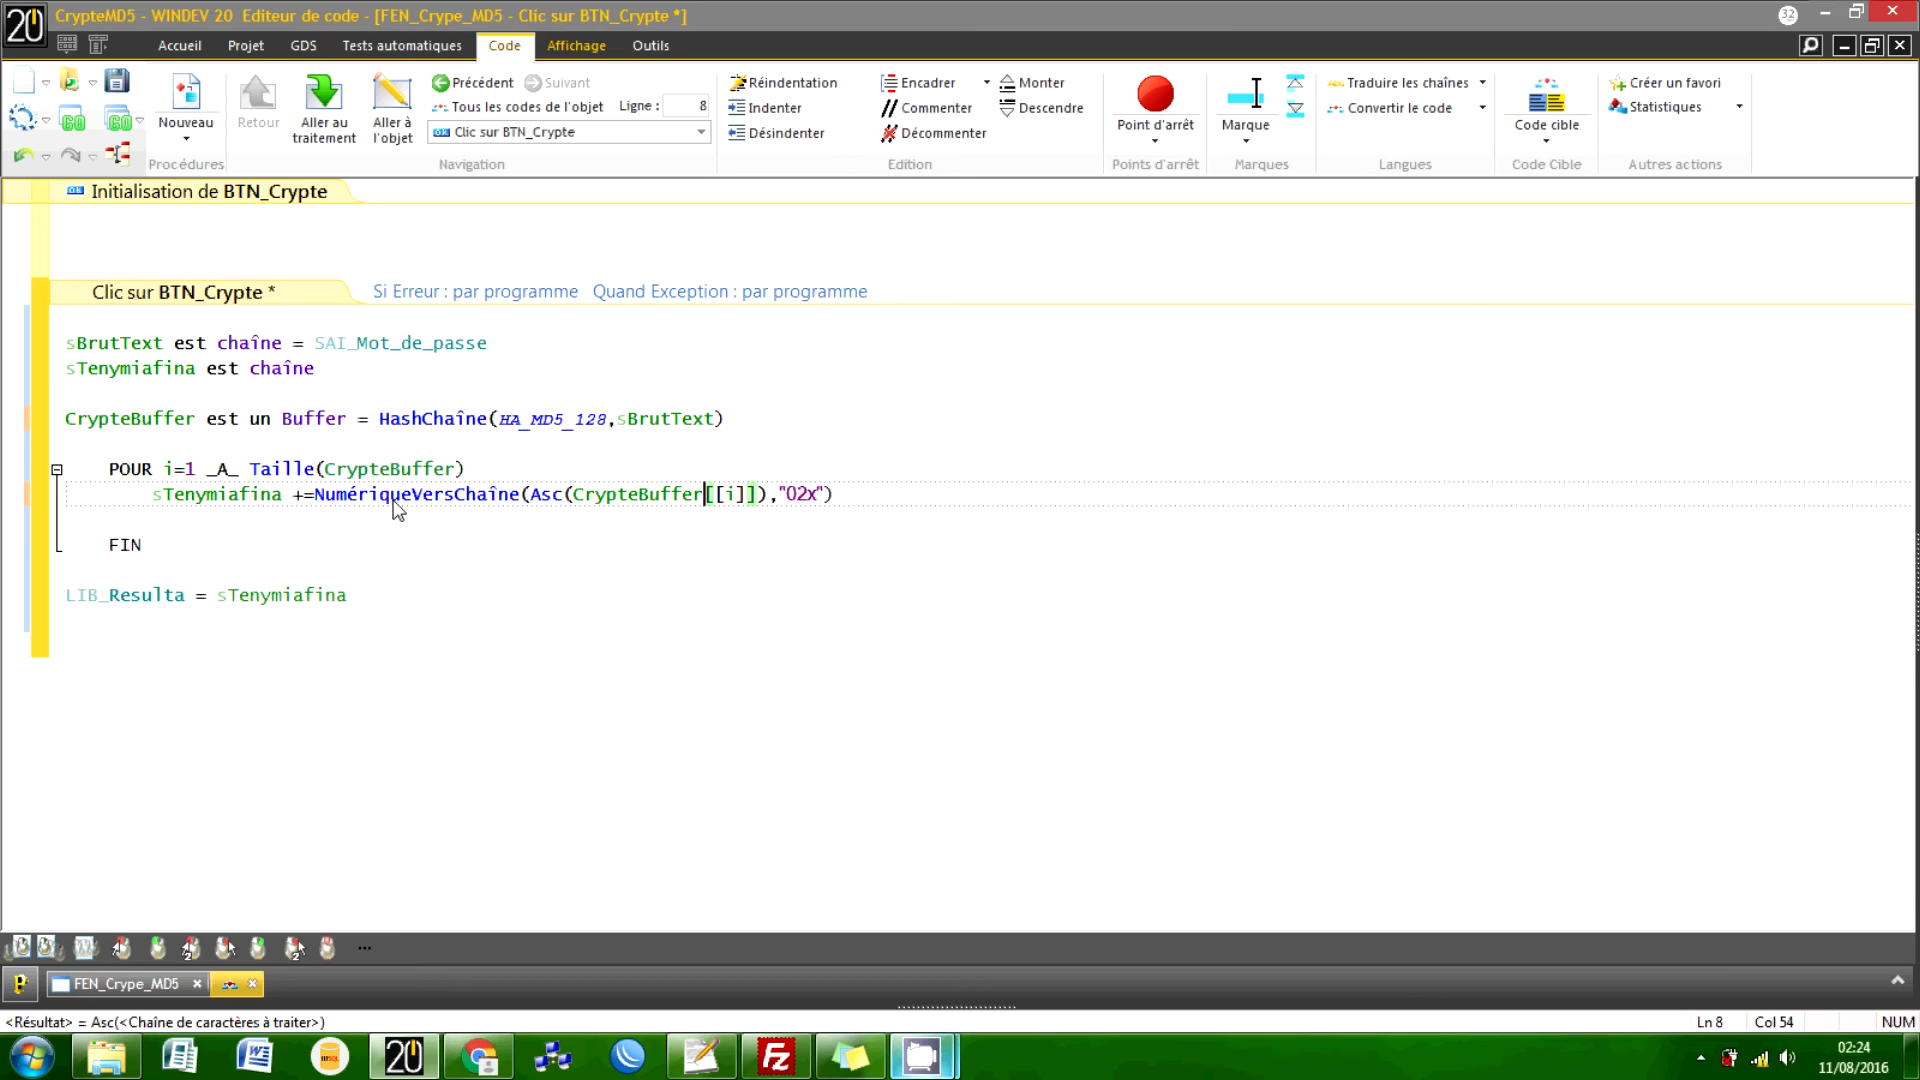 20 CrypteMD5 - WINDEV 20 Editeur de code - [FEN_Crype_MD5 - Clic sur BTN_Crypte *] 32
Accueil Projet GDS Tests automatiques Code Affichage Outils
Précédent Suivant Réindentation Encadrer Monter Traduire les chaînes Créer un favori
GO GO Tous les codes de l'objet Ligne : 8 Indenter Commenter Descendre Convertir le code Statistiques
Nouveau Retour Aller au traitement Aller à l'objet Clic sur BTN_Crypte Désindenter Décommenter Point d'arrêt Marque Code cible
Procédures Navigation Edition Points d'arrêt Marques Langues Code Cible Autres actions
Initialisation de BTN_Crypte
Clic sur BTN_Crypte * Si Erreur : par programme Quand Exception : par programme
sBrutText est chaîne = SAI_Mot_de_passe
sTenymiafina est chaîne
CrypteBuffer est un Buffer = HashChaîne(HA_MD5_128,sBrutText)
POUR i=1 _A_ Taille(CrypteBuffer)
sTenymiafina +=NumériqueVersChaîne(Asc(CrypteBuffer[[i]]),"02x")
FIN
LIB_Resulta = sTenymiafina
...
FEN_Crype_MD5
<Résultat> = Asc(<Chaîne de caractères à traiter>) Ln 8 Col 54 NUM
20 Fz 02:24
11/08/2016